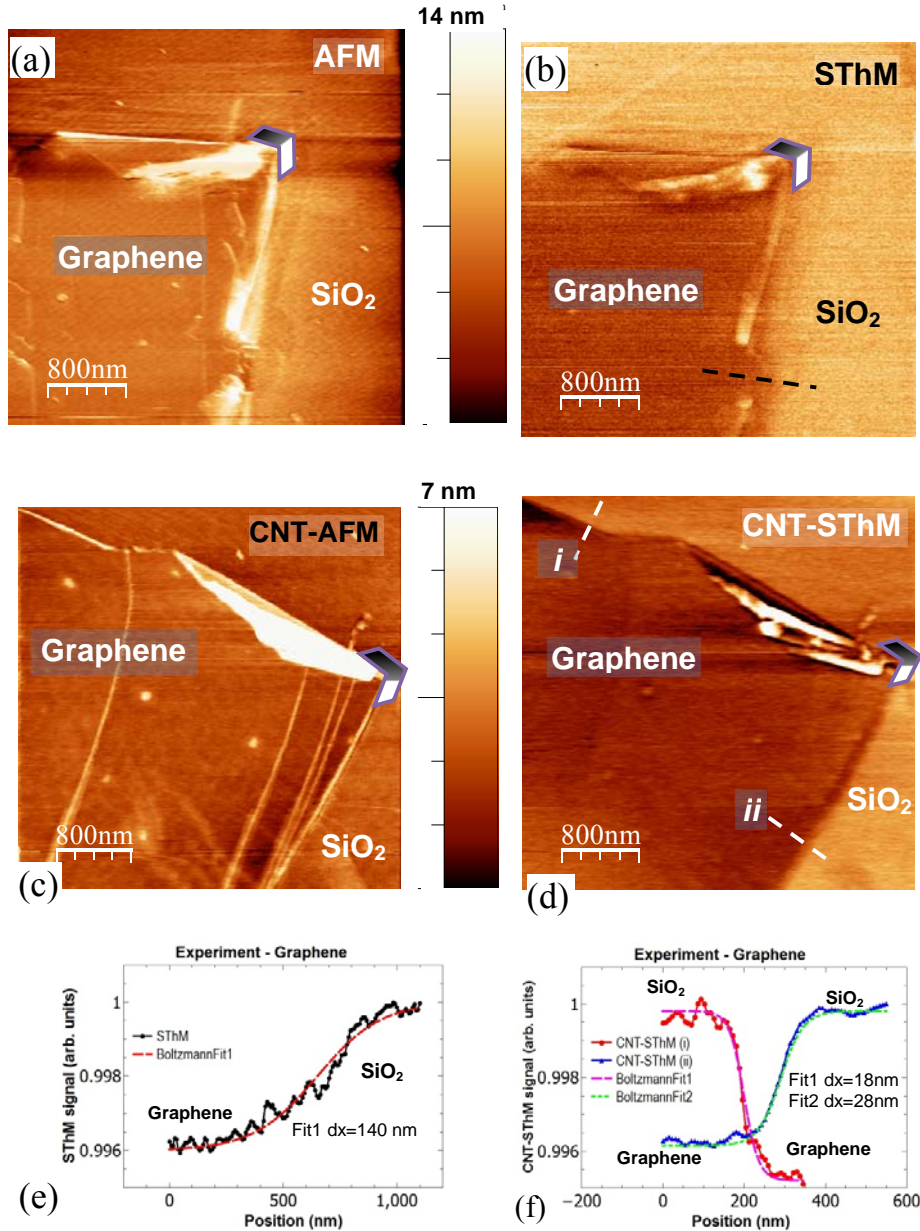 14 nm
(a)
AFM
(b)
SThM
Graphene
SiO2
800nm
Graphene
SiO2
800nm
7 nm
CNT-AFM
CNT-SThM
i
Graphene
Graphene
ii
SiO2
SiO2
800nm
800nm
(c)
(d)
Experiment - Graphene
SThM signal (arb. units)
1
0.998
0.996
SThM
BoltzmannFit1
SiO2
Graphene
Fit1 dx=140 nm
0
500
1,000
Position (nm)
(e)
Experiment - Graphene
CNT-SThM signal (arb. units)
1
0.998
0.996
SiO2
SiO2
CNT-SThM (i)
CNT-SThM (ii)
BoltzmannFit1
BoltzmannFit2
Fit1 dx=18nm
Fit2 dx=28nm
Graphene
Graphene
−200
0
200
400
600
Position (nm)
(f)